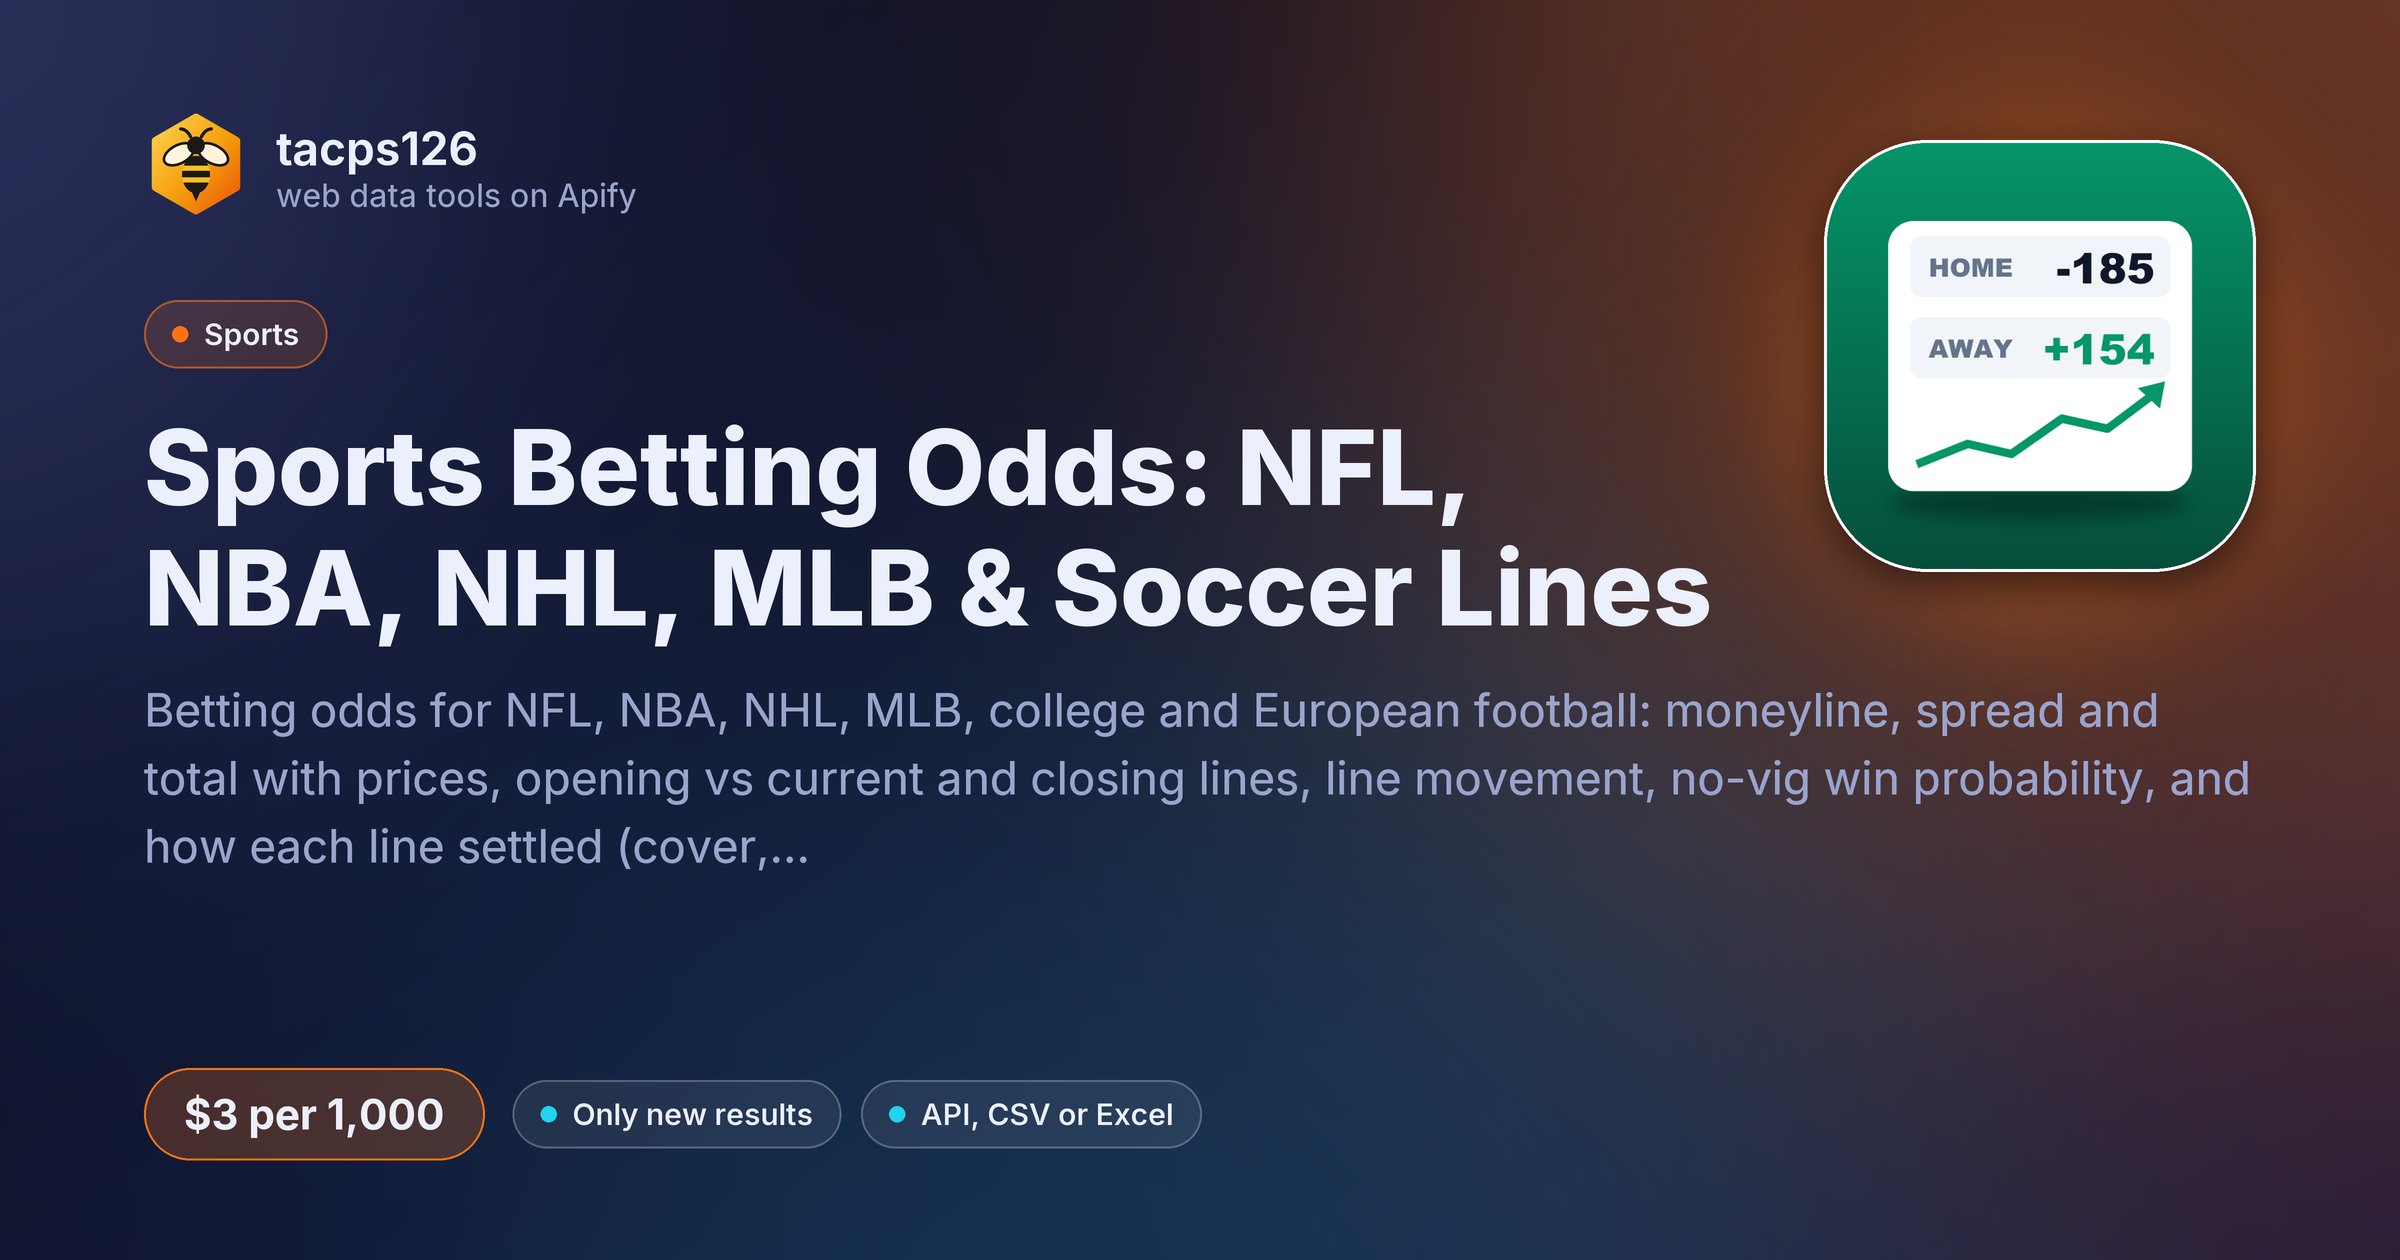 tacps126
web data tools on Apify
Sports
HOME -185
AWAY +154
Sports Betting Odds: NFL,
NBA, NHL, MLB & Soccer Lines
Betting odds for NFL, NBA, NHL, MLB, college and European football: moneyline, spread and
total with prices, opening vs current and closing lines, line movement, no-vig win probability, and
how each line settled (cover,...
$3 per 1,000
Only new results
API, CSV or Excel